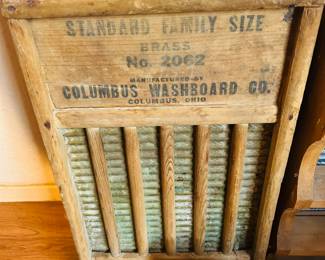 STANDARD FAMILY SIZE
BRASS
No. 2062
MANUFACTURED BY
COLUMBUS WASHBOARD CO.
COLUMBUS, OHIO